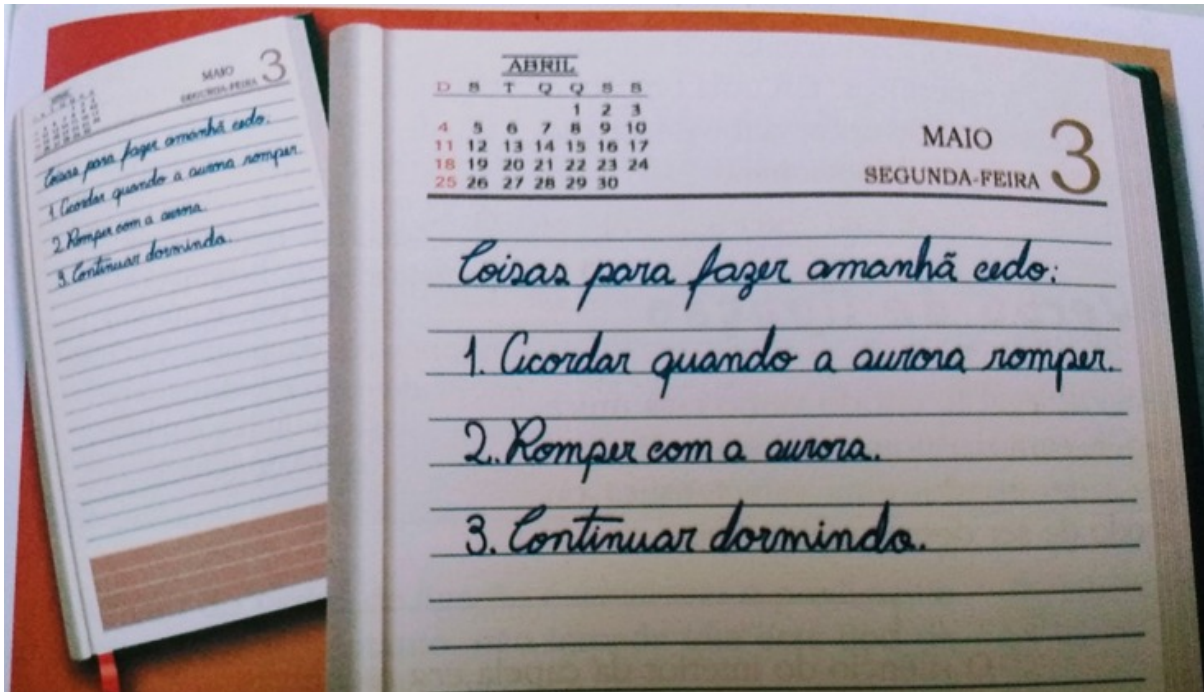 MAIO 3
SEGUNDA-FEIRA
Coisas para fazer amanhã cedo:
1. Acordar quando a aurora romper.
2. Romper com a aurora.
3. Continuar dormindo.
ABRIL
D S T Q Q S S
1 2 3
4 5 6 7 8 9 10
11 12 13 14 15 16 17
18 19 20 21 22 23 24
25 26 27 28 29 30
MAIO 3
SEGUNDA-FEIRA
Coisas para fazer amanhã cedo:
1. Acordar quando a aurora romper.
2. Romper com a aurora.
3. Continuar dormindo.